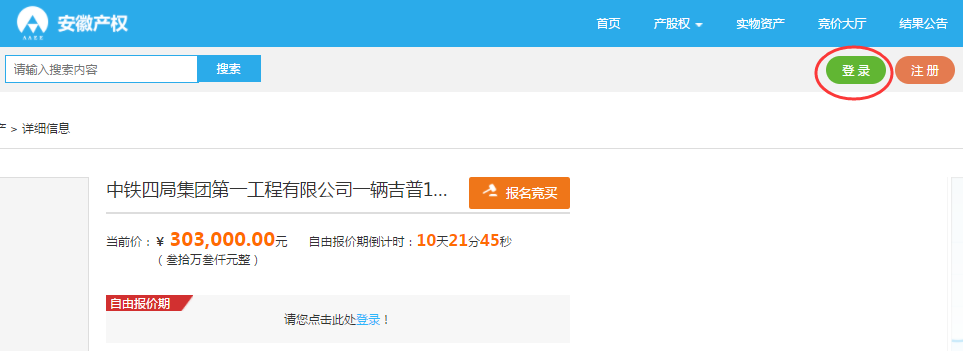 安徽产权
AAEE
首页 产股权 实物资产 竞价大厅 结果公告
请输入搜索内容 搜索 登 录 注 册
产 > 详细信息
中铁四局集团第一工程有限公司一辆吉普1... 报名竞买
当前价：¥ 303,000.00元 自由报价期倒计时：10天21分45秒
（叁拾万叁仟元整）
自由报价期
请您点击此处登录！